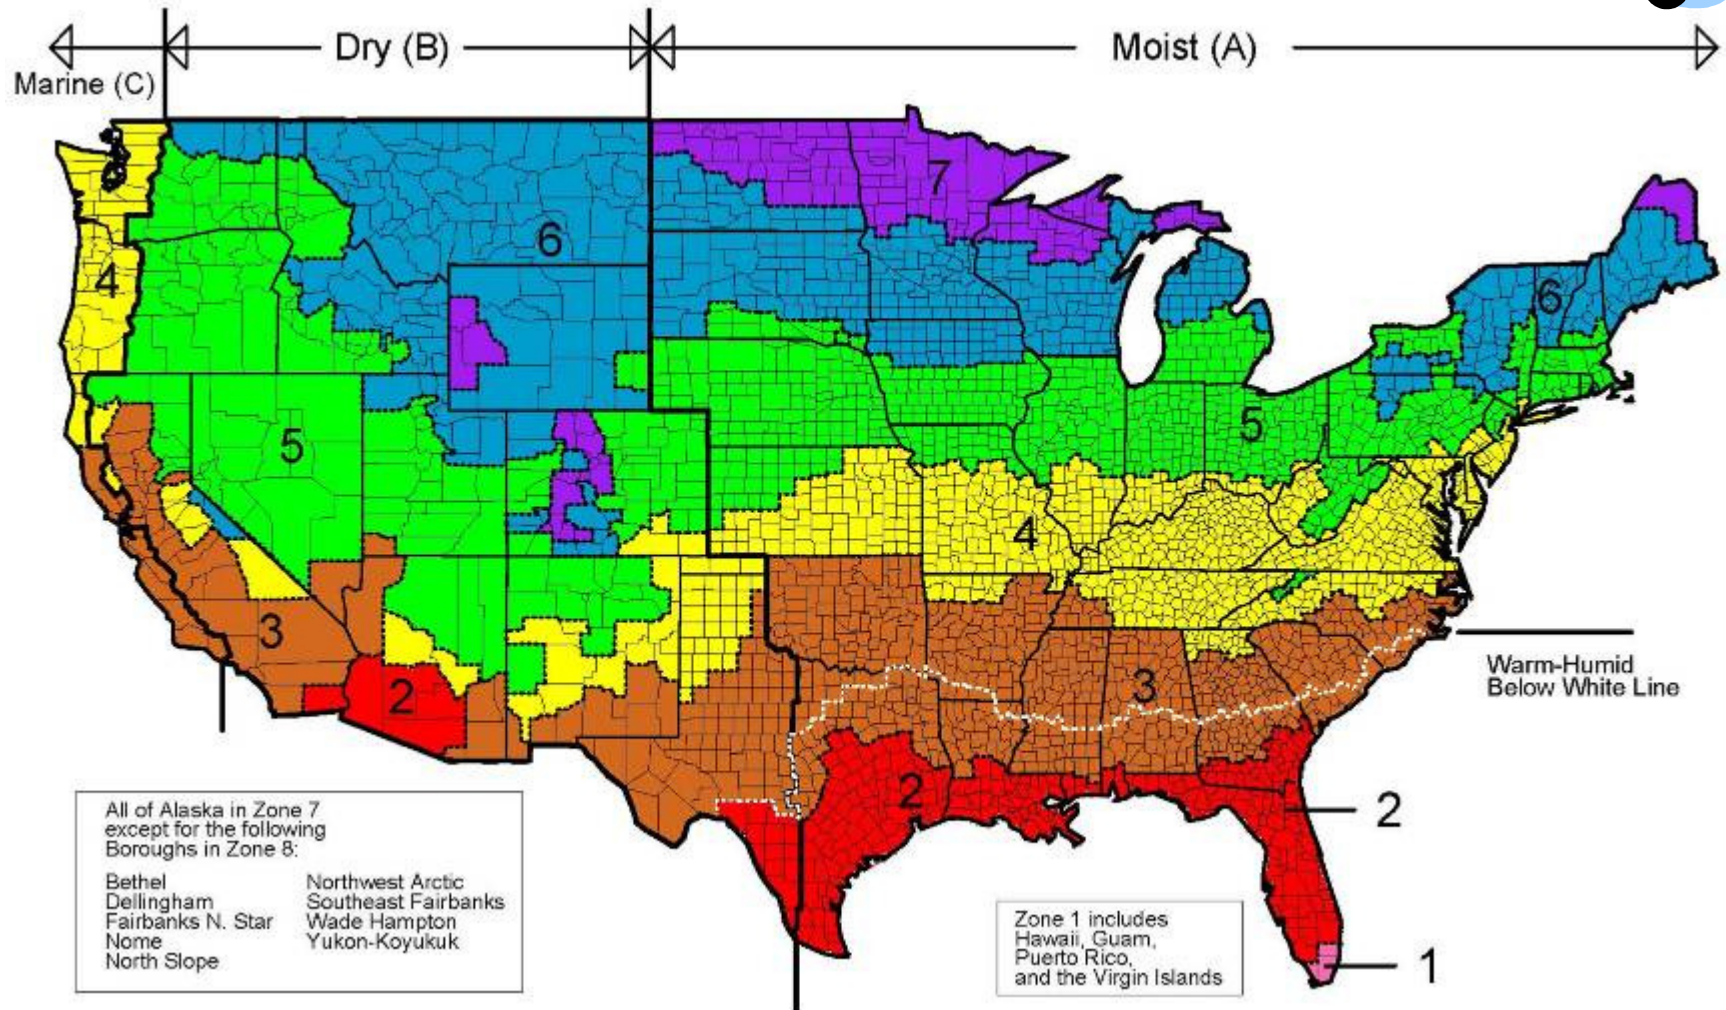 Dry (B)
Moist (A)
Marine (C)
7
6
4
6
5
5
4
3
2
3
2
Warm-Humid
Below White Line
2
1
All of Alaska in Zone 7
except for the following
Boroughs in Zone 8:
Bethel
Dellingham
Fairbanks N. Star
Nome
North Slope
Northwest Arctic
Southeast Fairbanks
Wade Hampton
Yukon-Koyukuk
Zone 1 includes
Hawaii, Guam,
Puerto Rico,
and the Virgin Islands